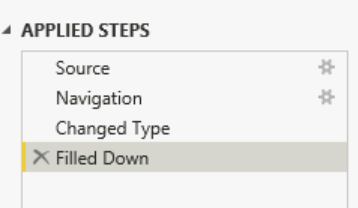 APPLIED STEPS
Source
Navigation
Changed Type
Filled Down